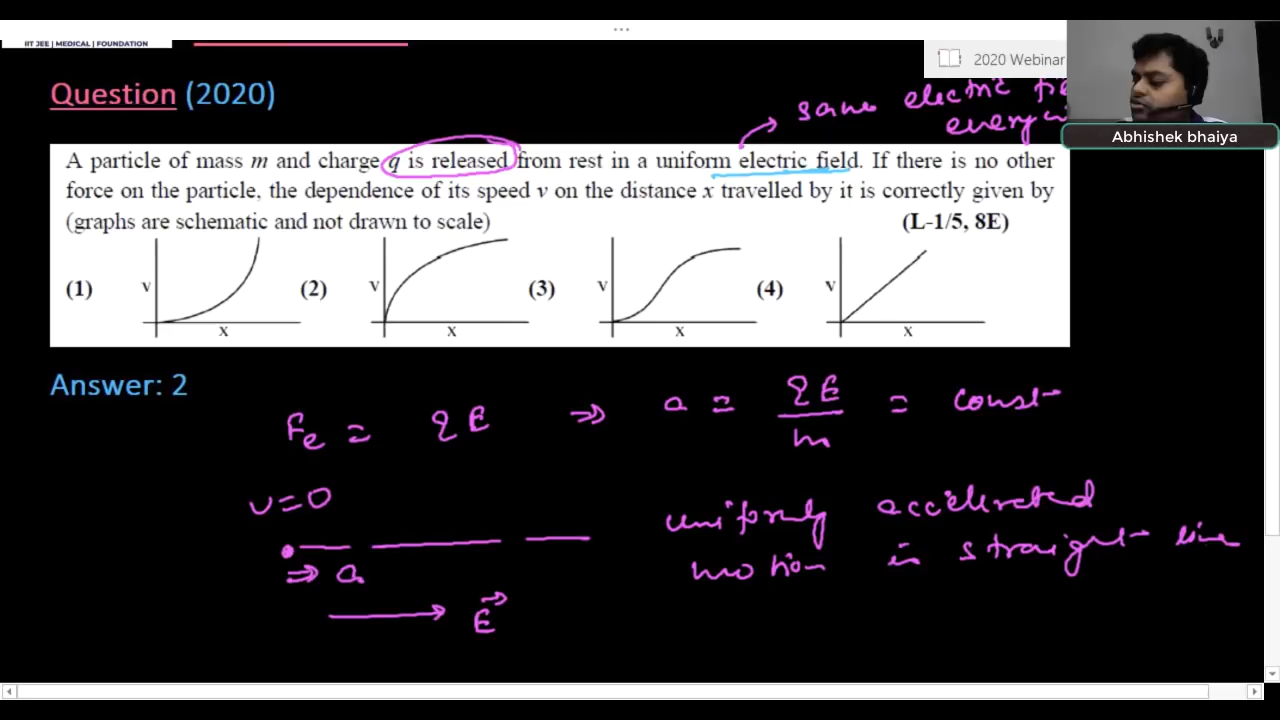 IIT JEE | MEDICAL | FOUNDATION
...
2020 Webinar
Question (2020)
same electric
Abhishek bhaiya
A particle of mass m and charge q is released from rest in a uniform electric field. If there is no other
force on the particle, the dependence of its speed v on the distance x travelled by it is correctly given by
(graphs are schematic and not drawn to scale) (L-1/5, 8E)
(1) v x (2) v x (3) v x (4) v x
Answer: 2
Fe = qE ⇒ a = qE/m = const
u=0
uniformly accelerated
motion in straight line
⇒ a
→ E